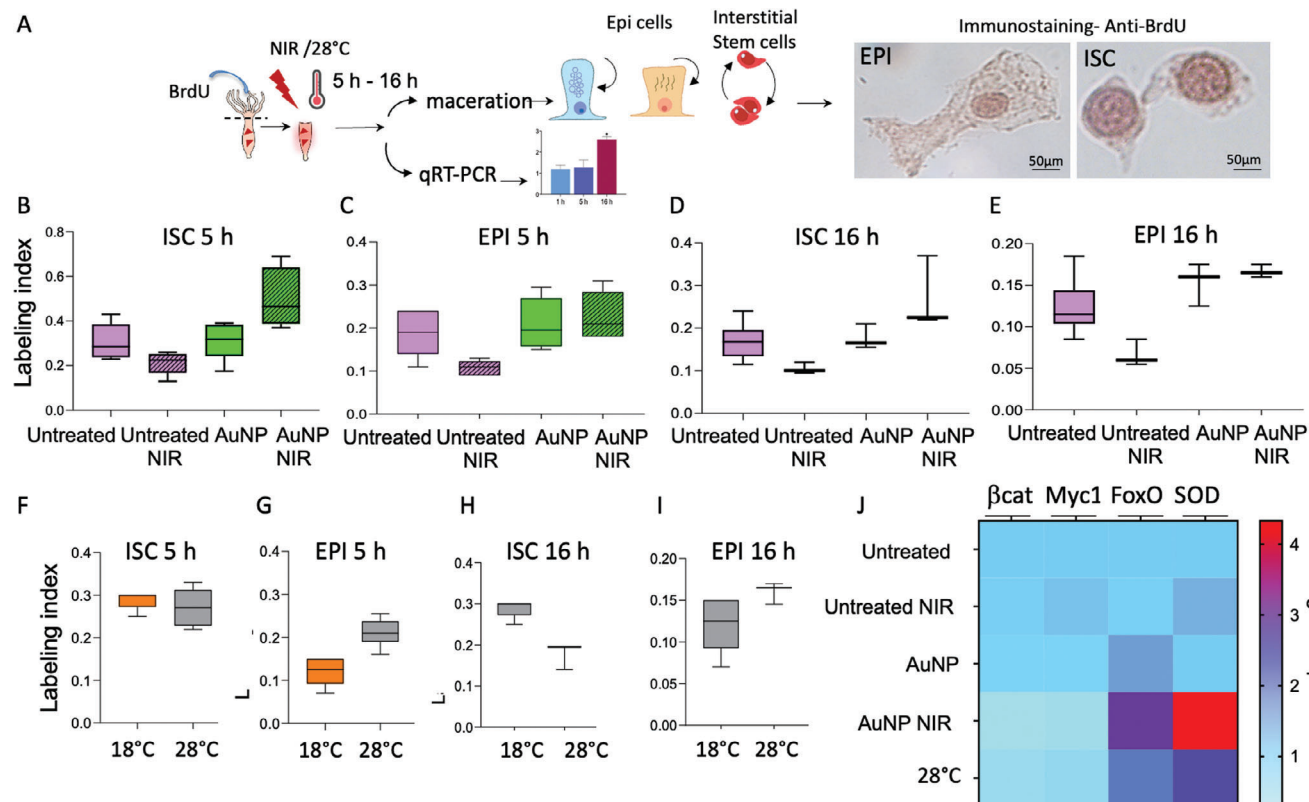 A
NIR /28°C
BrdU
5 h - 16 h
maceration
qRT-PCR
Epi cells
Interstitial
Stem cells
3
2
1
0
*
1 h
5 h
16 h
Immunostaining- Anti-BrdU
EPI
50µm
ISC
50µm
B
ISC 5 h
Labeling index
0.8
0.6
0.4
0.2
0.0
Untreated
Untreated
NIR
AuNP
AuNP
NIR
C
EPI 5 h
0.4
0.3
0.2
0.1
0.0
Untreated
Untreated
NIR
AuNP
AuNP
NIR
D
ISC 16 h
0.4
0.3
0.2
0.1
0.0
Untreated
Untreated
NIR
AuNP
AuNP
NIR
E
EPI 16 h
0.20
0.15
0.10
0.05
0.00
Untreated
Untreated
NIR
AuNP
AuNP
NIR
F
ISC 5 h
Labeling index
0.4
0.3
0.2
0.1
0.0
18°C
28°C
G
EPI 5 h
0.4
0.3
0.2
0.1
0.0
18°C
28°C
H
ISC 16 h
0.4
0.3
0.2
0.3
0.0
18°C
28°C
I
EPI 16 h
0.20
0.15
0.10
0.05
0.00
18°C
28°C
J
βcat Myc1 FoxO SOD
Untreated
Untreated NIR
AuNP
AuNP NIR
28°C
4
3
2
1